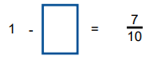 1 - = 7/10